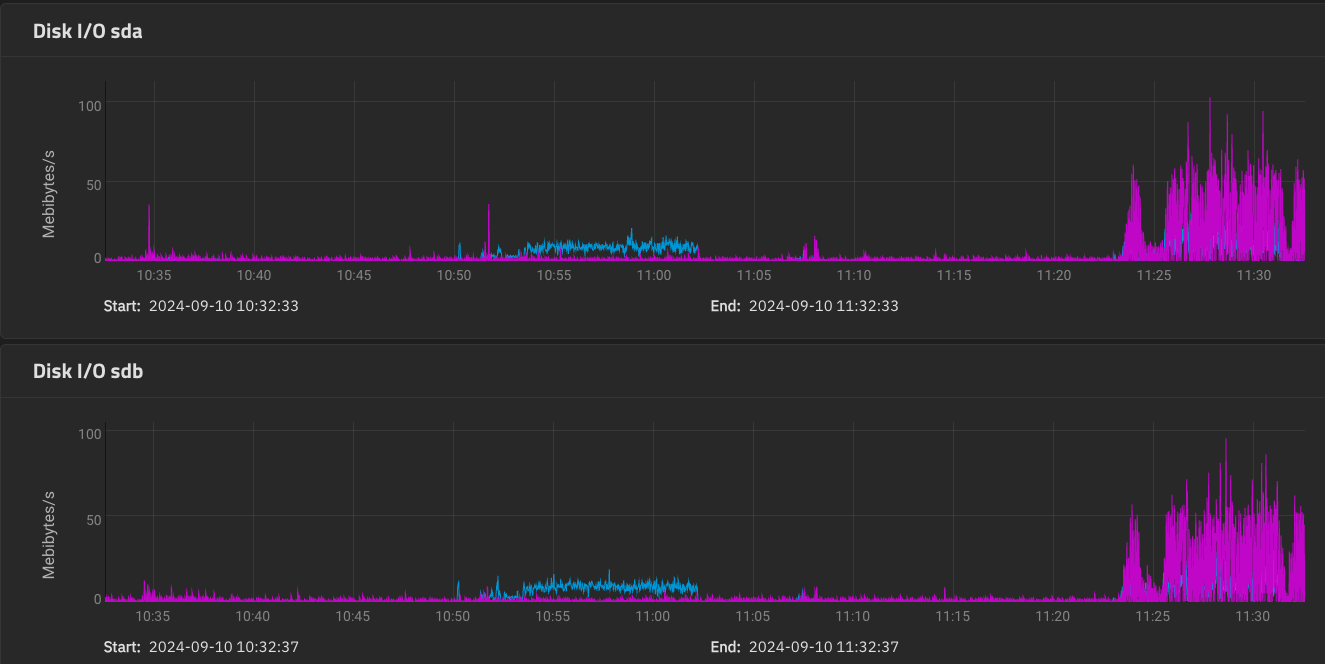 Disk I/O sda
Mebibytes/s
100
50
0
10:35 10:40 10:45 10:50 10:55 11:00 11:05 11:10 11:15 11:20 11:25 11:30
Start: 2024-09-10 10:32:33 End: 2024-09-10 11:32:33
Disk I/O sdb
Mebibytes/s
100
50
0
10:35 10:40 10:45 10:50 10:55 11:00 11:05 11:10 11:15 11:20 11:25 11:30
Start: 2024-09-10 10:32:37 End: 2024-09-10 11:32:37